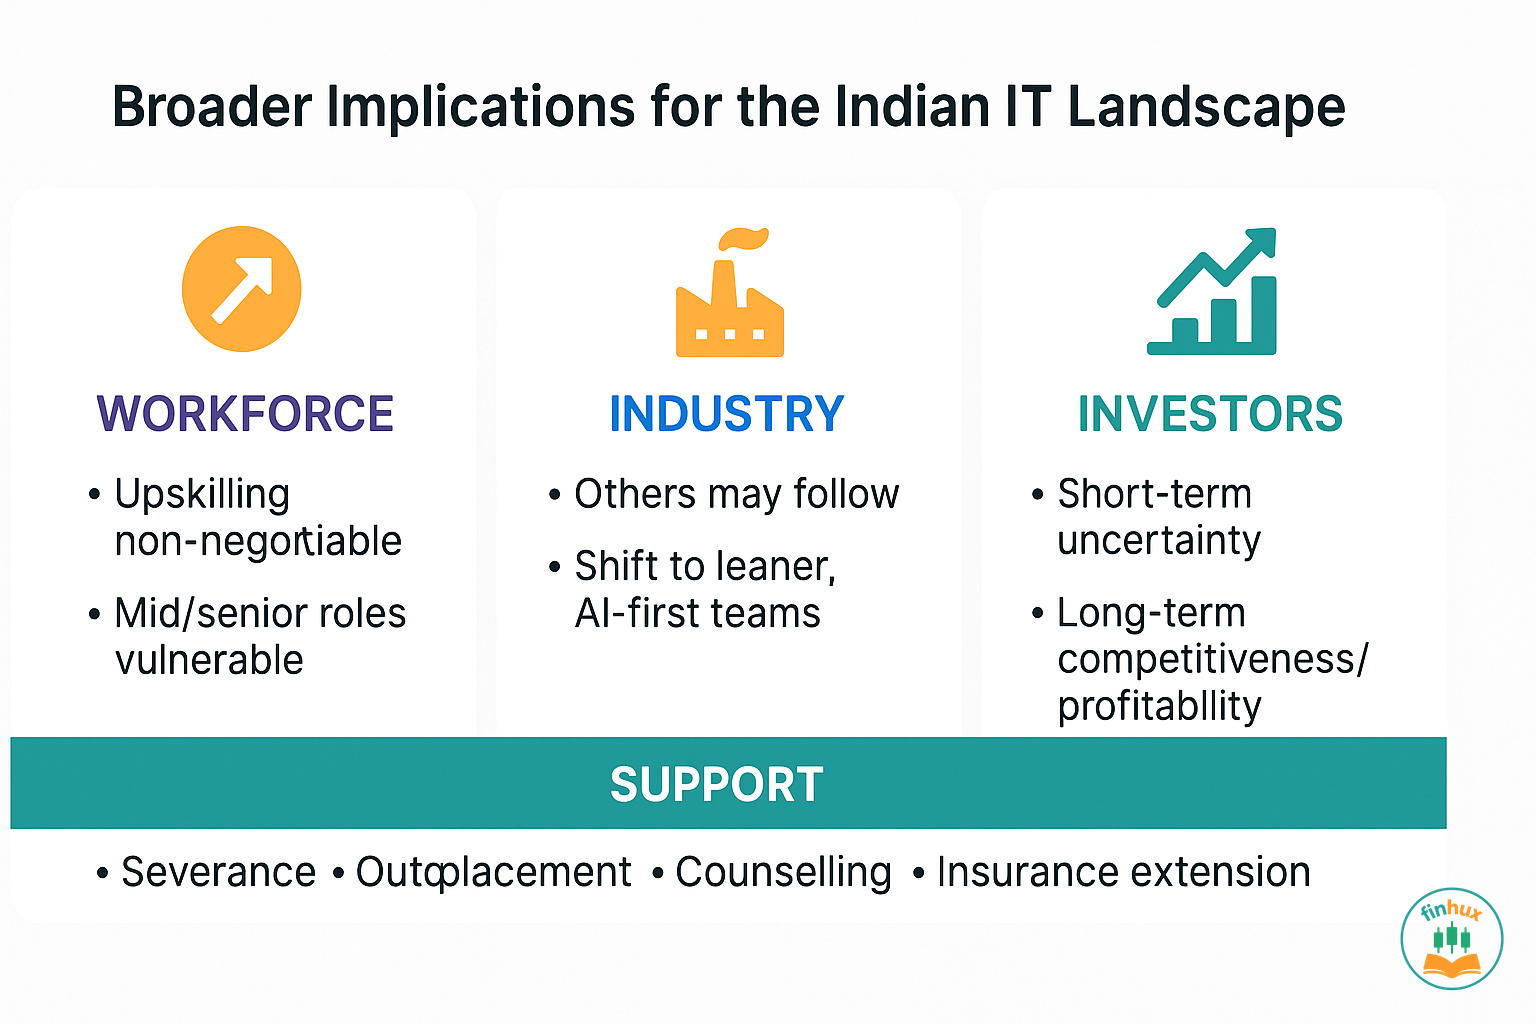 Broader Implications for the Indian IT Landscape
WORKFORCE
• Upskilling
non-negortiable
• Mid/senior roles
vulnerable
INDUSTRY
• Others may follow
• Shift to leaner,
AI-first teams
INVESTORS
• Short-term
uncertainty
• Long-term
competitiveness/
profitabllity
SUPPORT
• Severance • Outqplacement • Counselling • Insurance extension
finhux